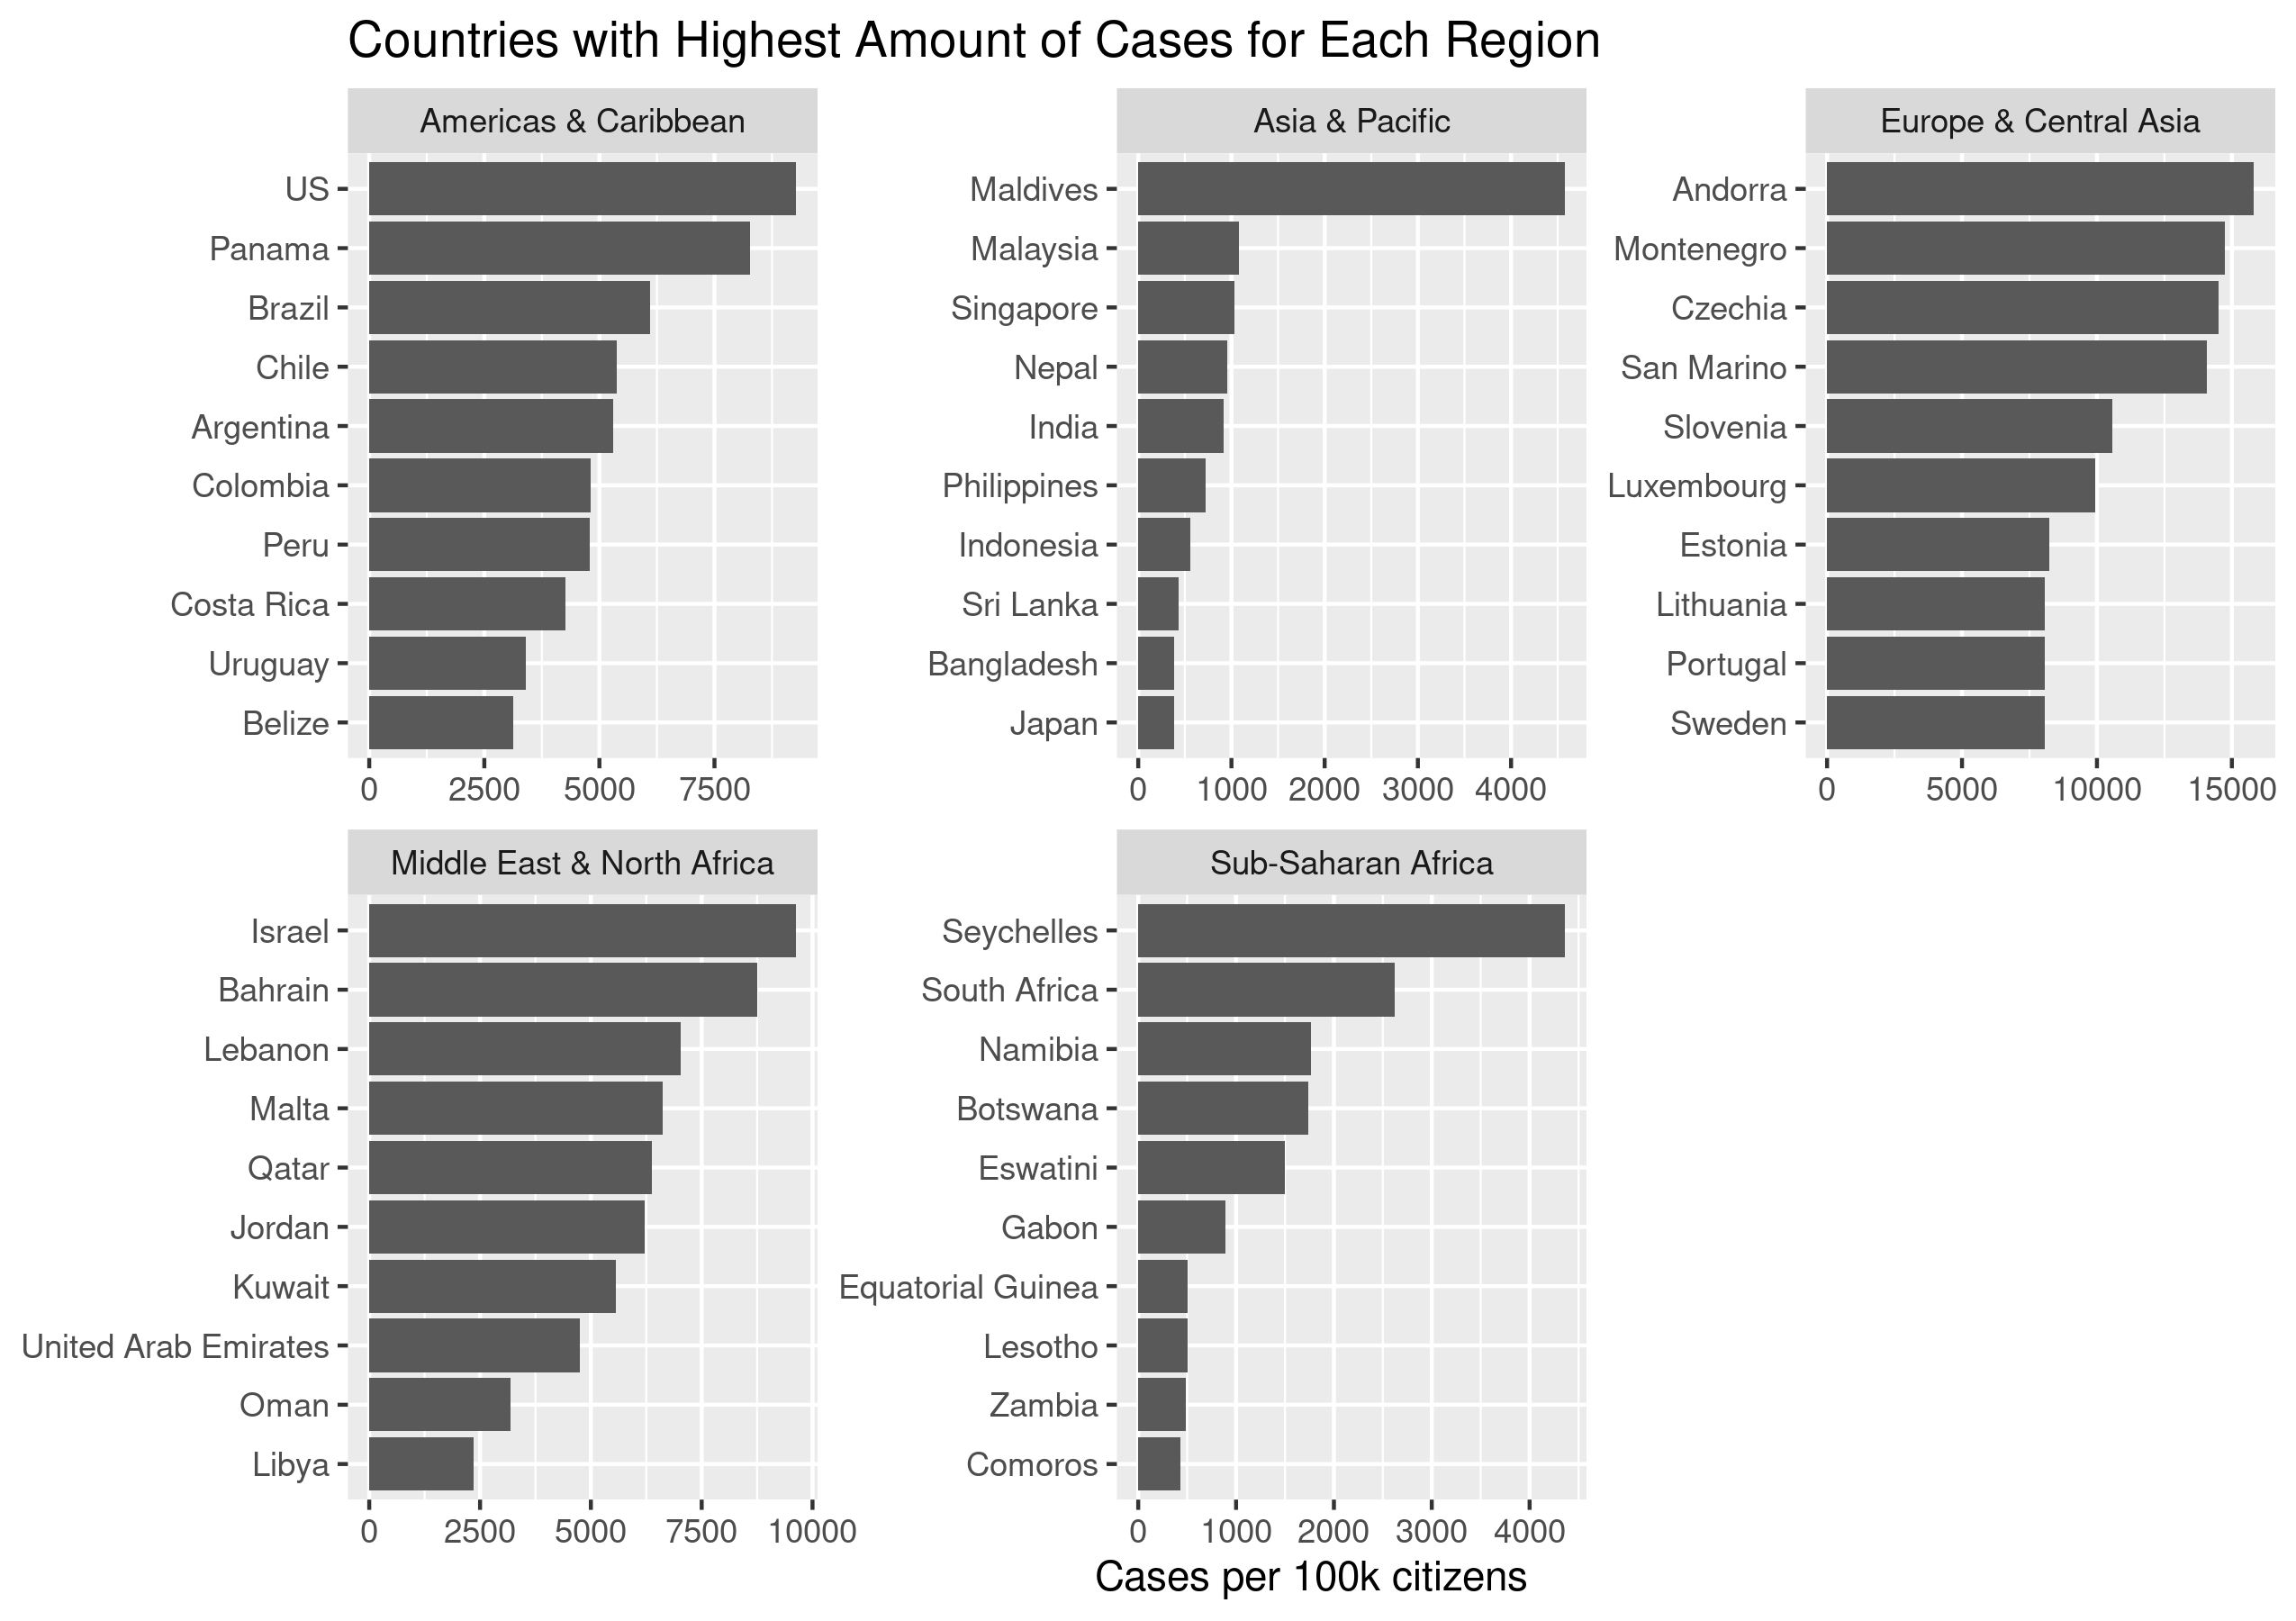 Countries with Highest Amount of Cases for Each Region
Americas & Caribbean
US
Panama
Brazil
Chile
Argentina
Colombia
Peru
Costa Rica
Uruguay
Belize
0 2500 5000 7500
Asia & Pacific
Maldives
Malaysia
Singapore
Nepal
India
Philippines
Indonesia
Sri Lanka
Bangladesh
Japan
0 1000 2000 3000 4000
Europe & Central Asia
Andorra
Montenegro
Czechia
San Marino
Slovenia
Luxembourg
Estonia
Lithuania
Portugal
Sweden
0 5000 10000 15000
Middle East & North Africa
Israel
Bahrain
Lebanon
Malta
Qatar
Jordan
Kuwait
United Arab Emirates
Oman
Libya
0 2500 5000 7500 10000
Sub-Saharan Africa
Seychelles
South Africa
Namibia
Botswana
Eswatini
Gabon
Equatorial Guinea
Lesotho
Zambia
Comoros
0 1000 2000 3000 4000
Cases per 100k citizens